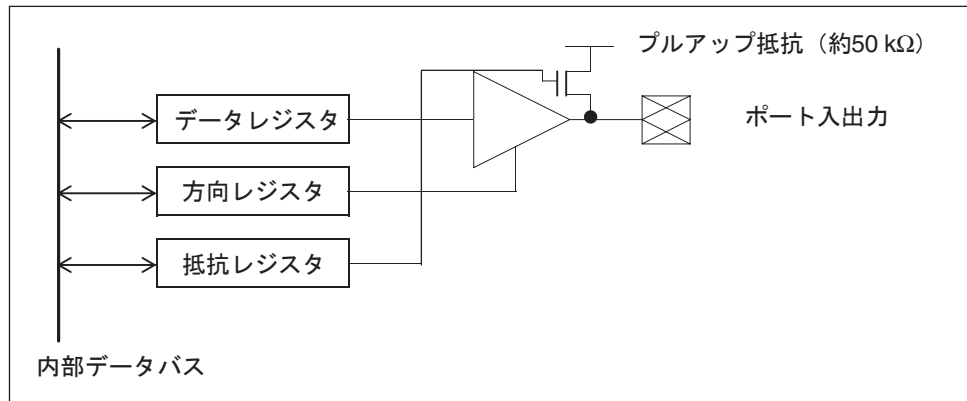 プルアップ抵抗（約50 kΩ）
データレジスタ
ポート入出力
方向レジスタ
抵抗レジスタ
内部データバス